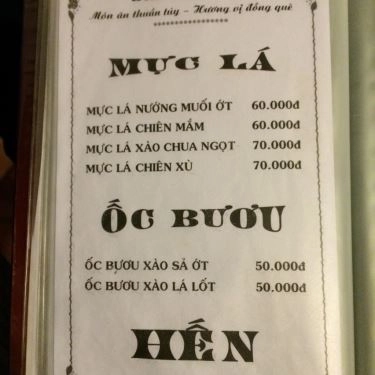 Món ăn thuần túy - Hương vị đồng quê
MỰC LÁ
MỰC LÁ NƯỚNG MUỐI ỚT 60.000đ
MỰC LÁ CHIÊN MẮM 60.000đ
MỰC LÁ XÀO CHUA NGỌT 70.000đ
MỰC LÁ CHIÊN XÙ 70.000đ
ỐC BƯƠU
ỐC BƯƠU XÀO SẢ ỚT 50.000đ
ỐC BƯƠU XÀO LÁ LỐT 50.000đ
HẾN